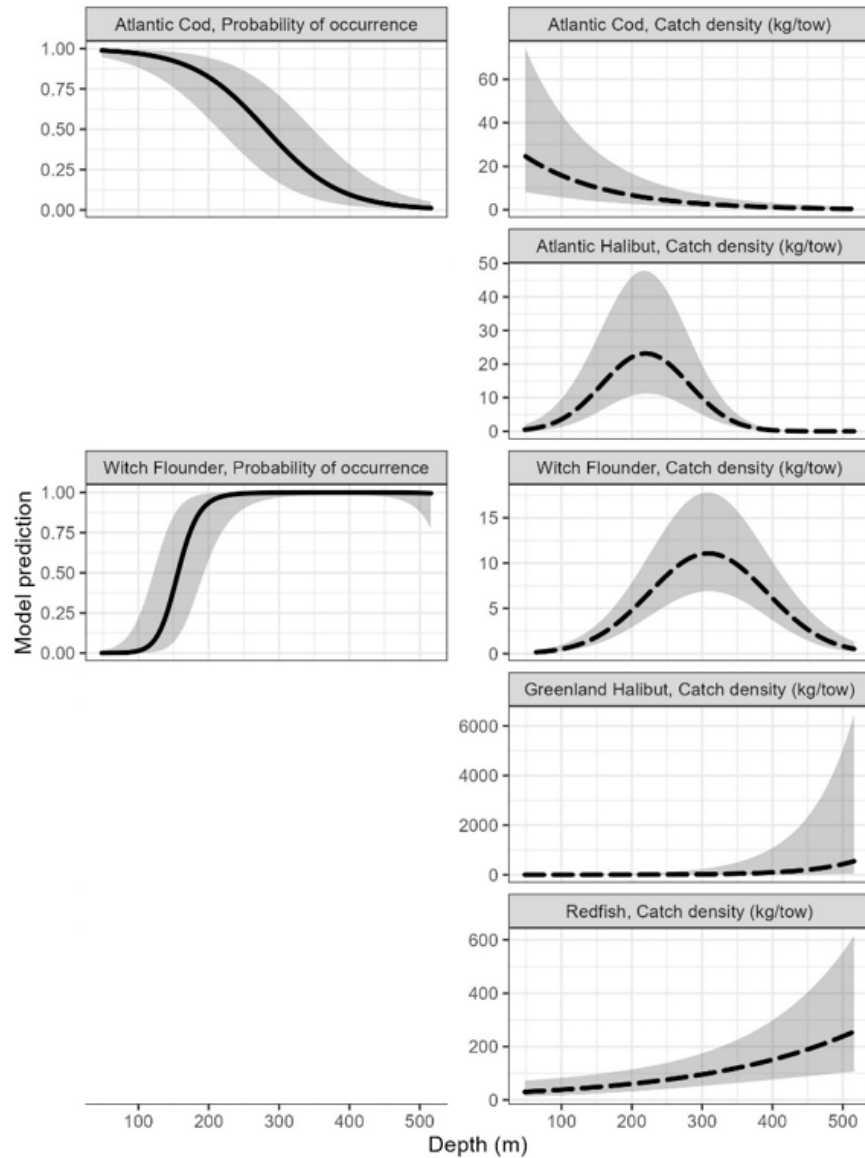 Atlantic Cod, Probability of occurrence
1.00
0.75
0.50
0.25
0.00
Atlantic Cod, Catch density (kg/tow)
60
40
20
0
Atlantic Halibut, Catch density (kg/tow)
50
40
30
20
10
0
Witch Flounder, Probability of occurrence
1.00
0.75
0.50
0.25
0.00
Witch Flounder, Catch density (kg/tow)
15
10
5
0
Greenland Halibut, Catch density (kg/tow)
6000
4000
2000
0
Redfish, Catch density (kg/tow)
600
400
200
0
Model prediction
100 200 300 400 500
100 200 300 400 500
Depth (m)